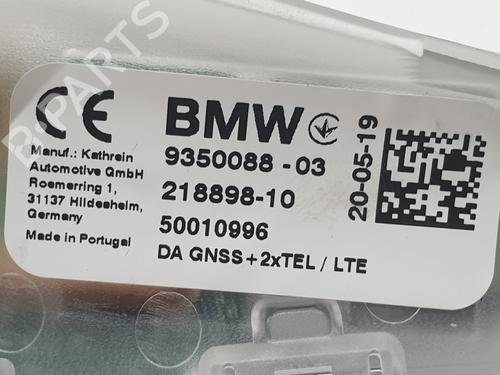 CE
BMW
9350088-03
218898-10
50010996
DA GNSS+2xTEL / LTE
20-05-19
Manuf.: Kathrein
Automotive GmbH
Roemerring 1,
31137 Hildesheim,
Germany
Made in Portugal
B-PARTS